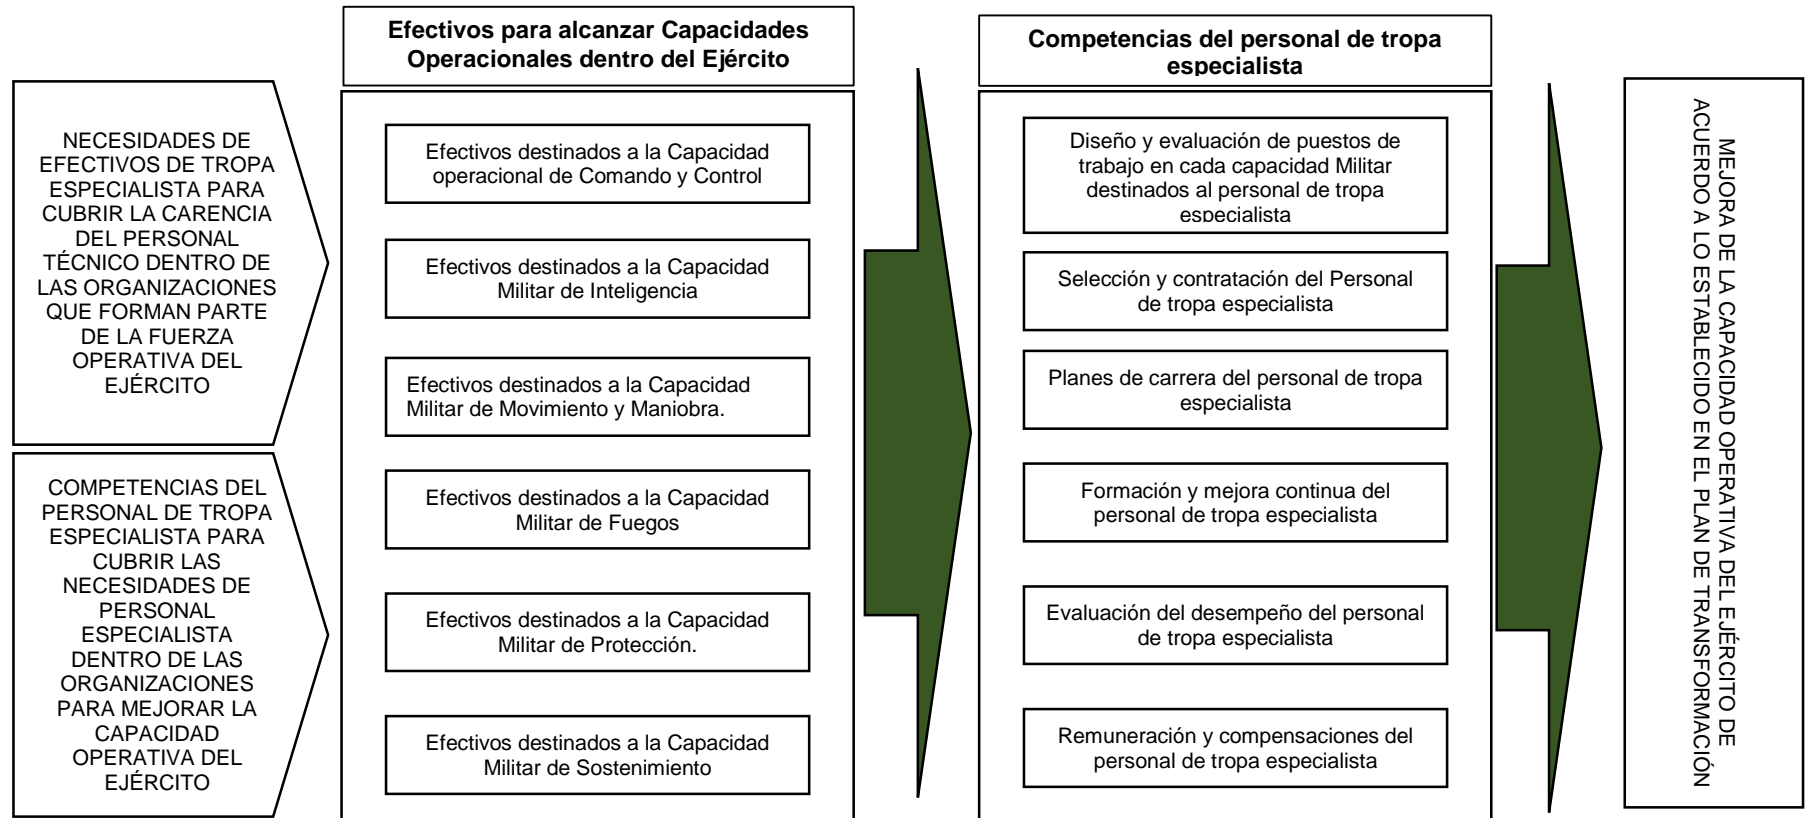 NECESIDADES DE
EFECTIVOS DE TROPA
ESPECIALISTA PARA
CUBRIR LA CARENCIA
DEL PERSONAL
TÉCNICO DENTRO DE
LAS ORGANIZACIONES
QUE FORMAN PARTE
DE LA FUERZA
OPERATIVA DEL
EJÉRCITO
COMPETENCIAS DEL
PERSONAL DE TROPA
ESPECIALISTA PARA
CUBRIR LAS
NECESIDADES DE
PERSONAL
ESPECIALISTA
DENTRO DE LAS
ORGANIZACIONES
PARA MEJORAR LA
CAPACIDAD
OPERATIVA DEL
EJÉRCITO
Efectivos para alcanzar Capacidades
Operacionales dentro del Ejército
Efectivos destinados a la Capacidad
operacional de Comando y Control
Efectivos destinados a la Capacidad
Militar de Inteligencia
Efectivos destinados a la Capacidad
Militar de Movimiento y Maniobra.
Efectivos destinados a la Capacidad
Militar de Fuegos
Efectivos destinados a la Capacidad
Militar de Protección.
Efectivos destinados a la Capacidad
Militar de Sostenimiento
Competencias del personal de tropa
especialista
Diseño y evaluación de puestos de
trabajo en cada capacidad Militar
destinados al personal de tropa
especialista
Selección y contratación del Personal
de tropa especialista
Planes de carrera del personal de tropa
especialista
Formación y mejora continua del
personal de tropa especialista
Evaluación del desempeño del personal
de tropa especialista
Remuneración y compensaciones del
personal de tropa especialista
MEJORA DE LA CAPACIDAD OPERATIVA DEL EJÉRCITO DE
ACUERDO A LO ESTABLECIDO EN EL PLAN DE TRANSFORMACIÓN